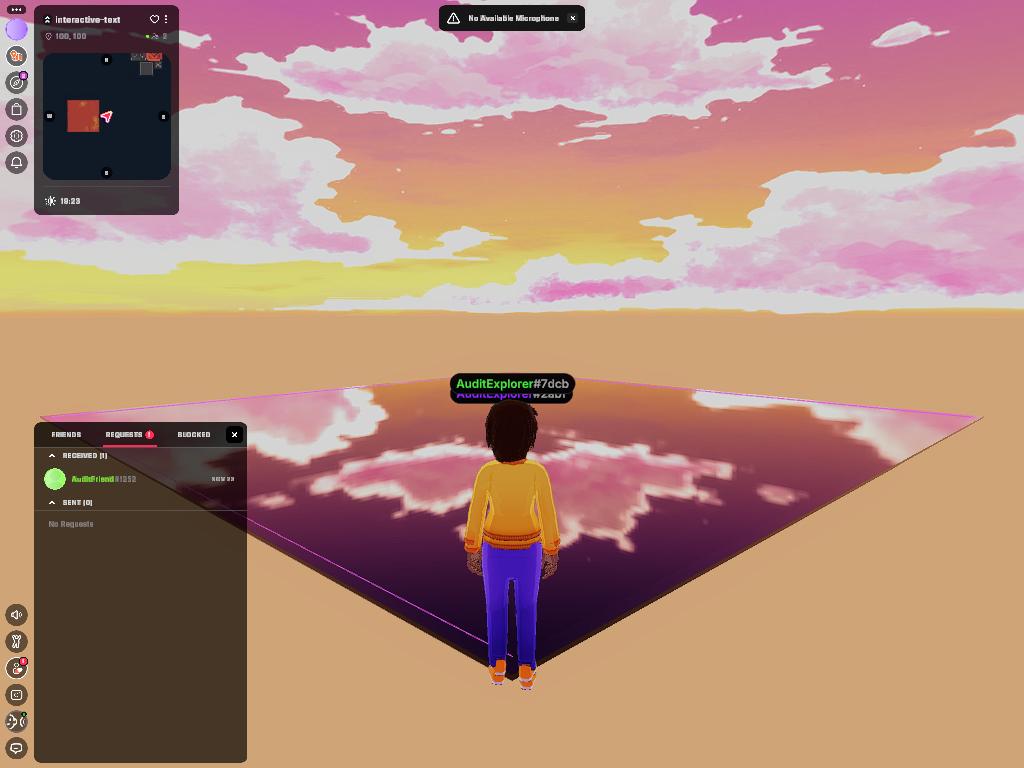 interactive-text
100,100
2
19:23
No Available Microphone
AuditExplorer#7dcb
FRIENDS
REQUESTS
BLOCKED
RECEIVED (1)
AuditFriend#1252
SENT (0)
No Requests